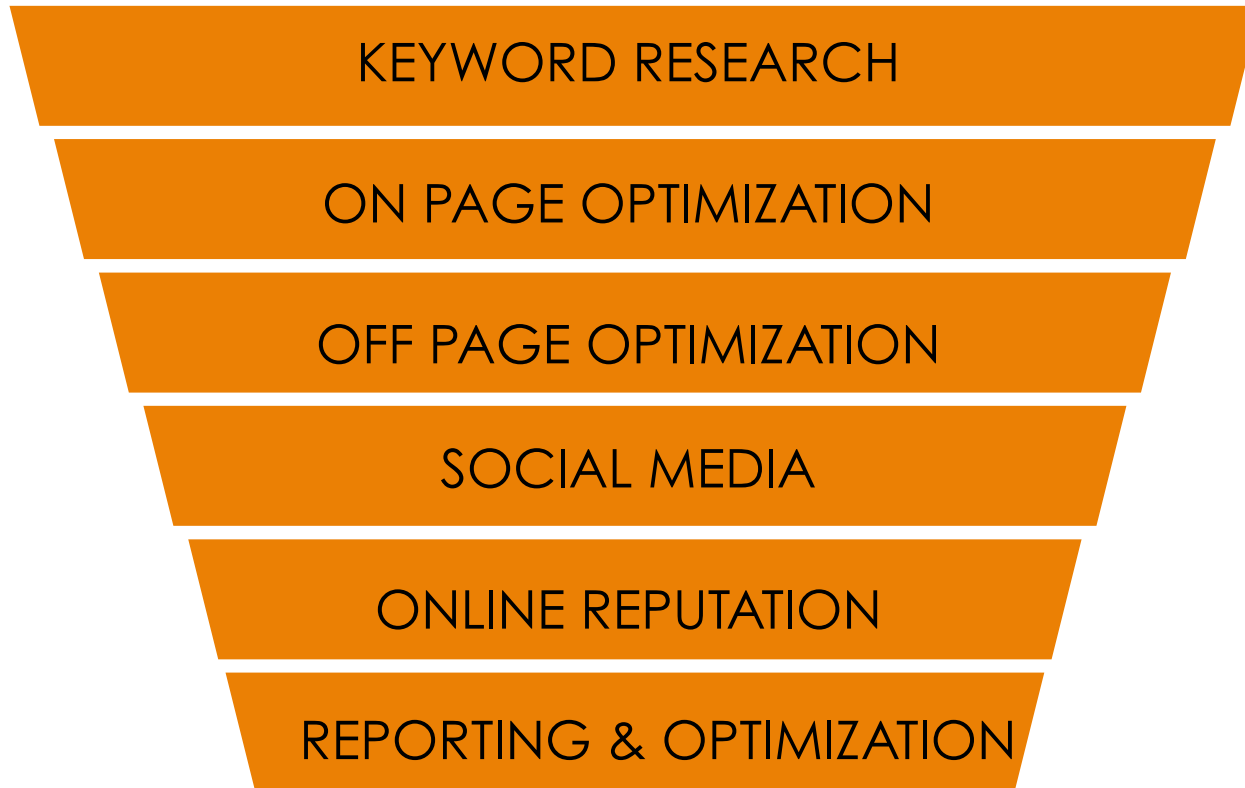 KEYWORD RESEARCH
ON PAGE OPTIMIZATION
OFF PAGE OPTIMIZATION
SOCIAL MEDIA
ONLINE REPUTATION
REPORTING & OPTIMIZATION